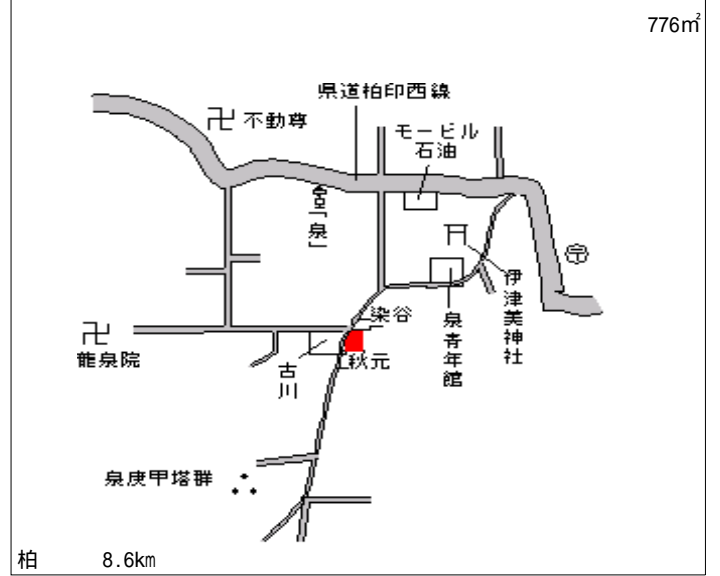 776㎡
県道柏印西線
不動尊
モービル
石油
「泉」
〒
伊津美神社
染谷
泉青年館
龍泉院
古川
秋元
泉庚甲塔群
柏 8.6km